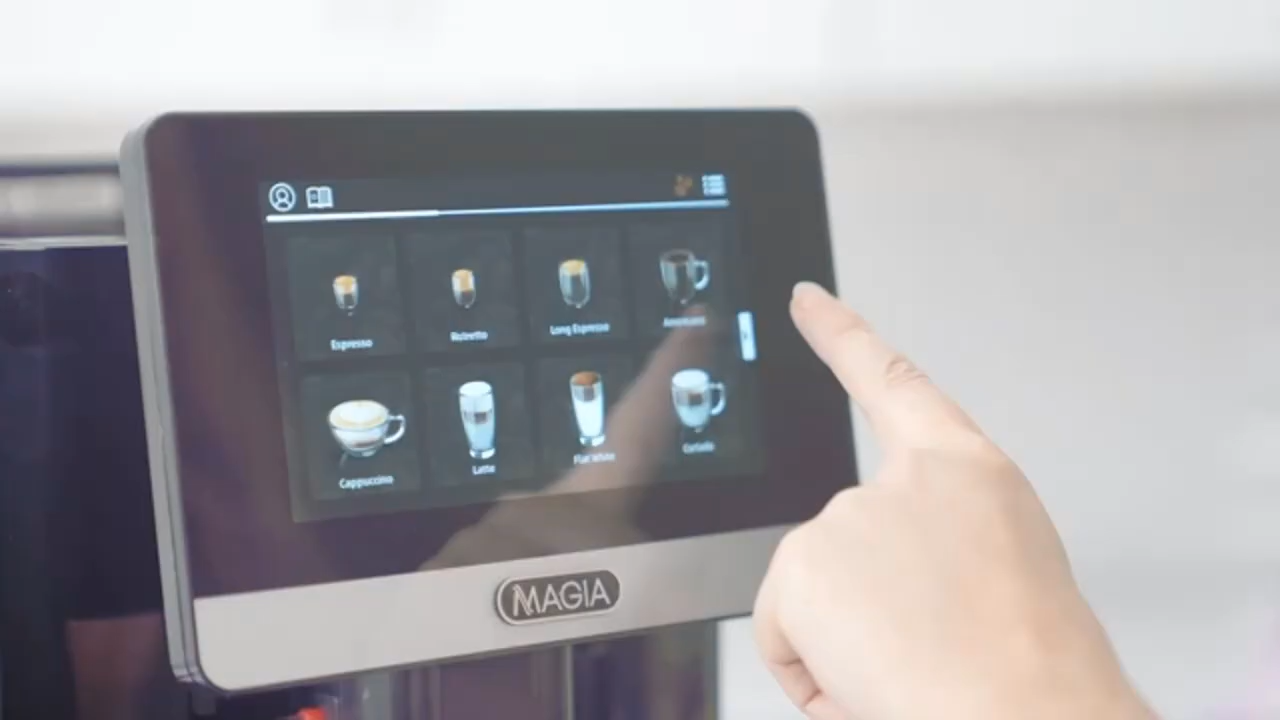 Espresso
Ristretto
Long Espresso
Americano
Cappuccino
Latte
Flat White
Cortado
MAGIA